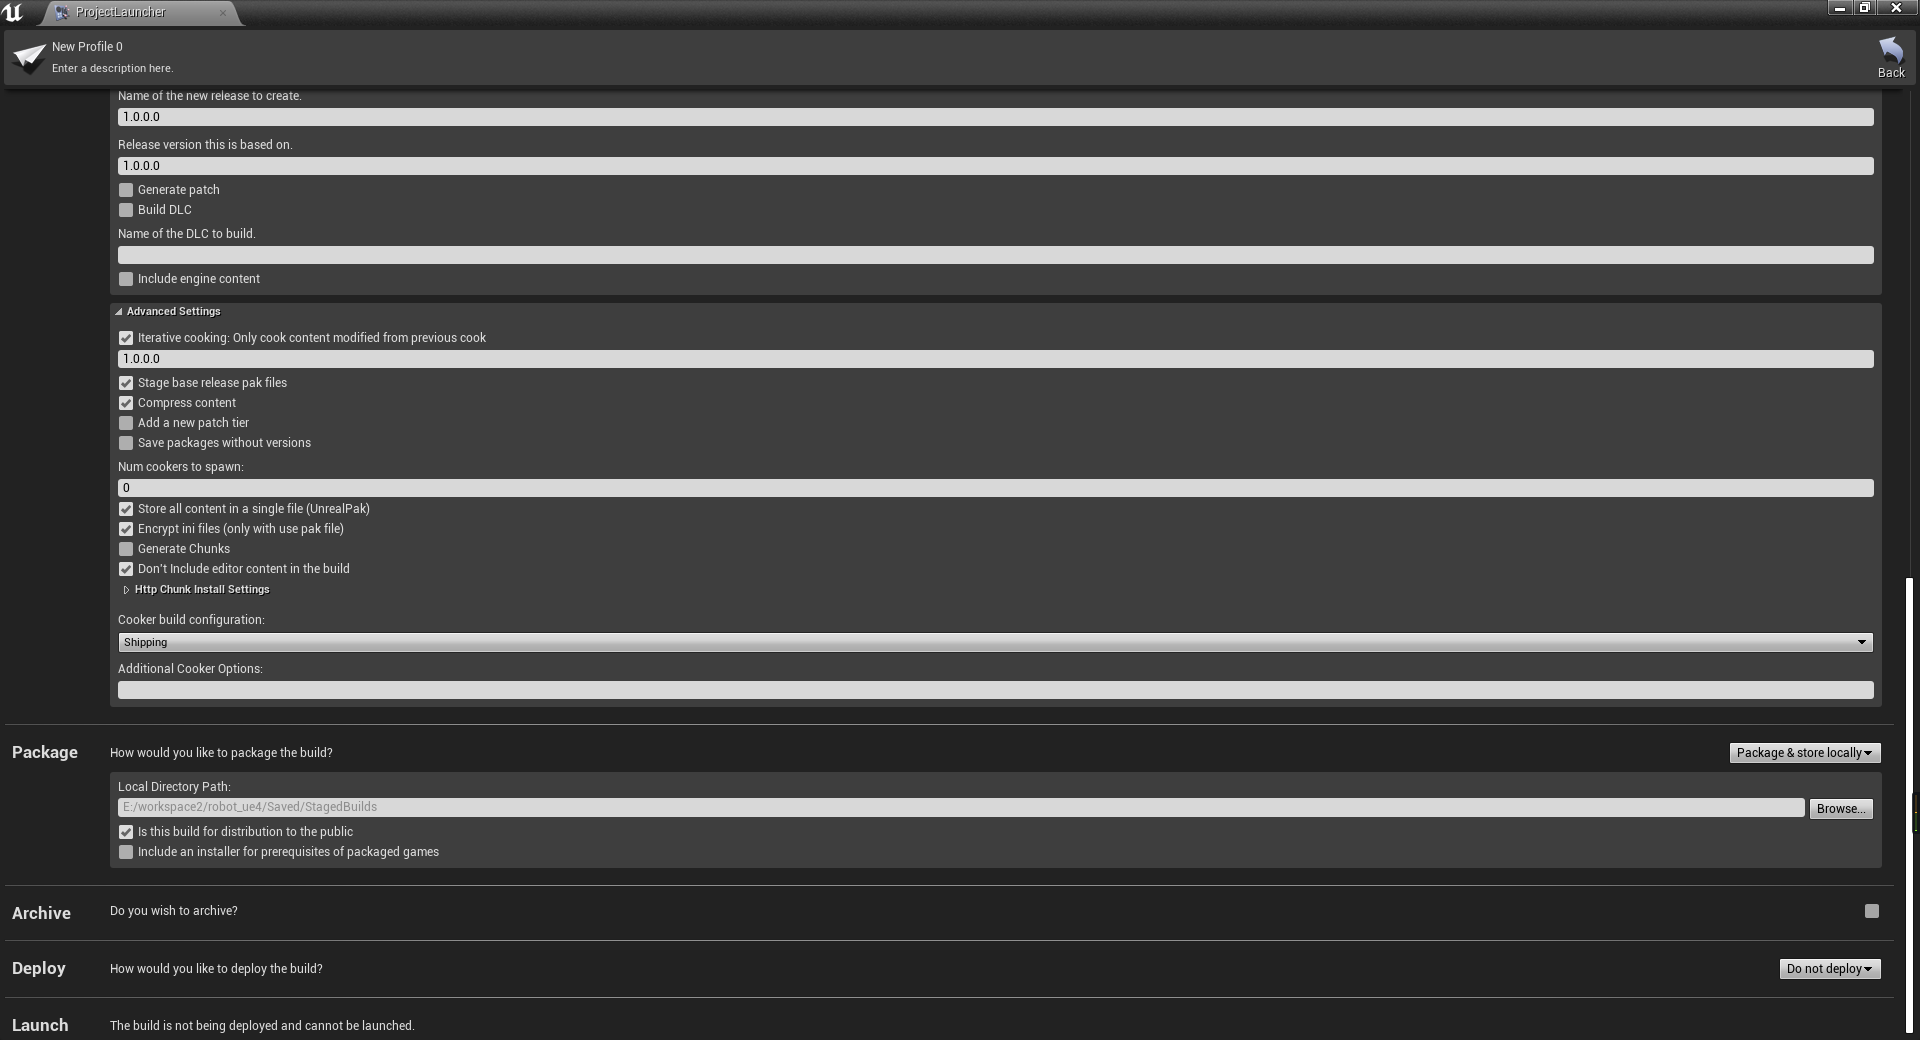 ProjectLauncher
New Profile 0
Enter a description here.
Back
Name of the new release to create.
1.0.0.0
Release version this is based on.
1.0.0.0
Generate patch
Build DLC
Name of the DLC to build.
Include engine content
Advanced Settings
Iterative cooking: Only cook content modified from previous cook
1.0.0.0
Stage base release pak files
Compress content
Add a new patch tier
Save packages without versions
Num cookers to spawn:
0
Store all content in a single file (UnrealPak)
Encrypt ini files (only with use pak file)
Generate Chunks
Don't Include editor content in the build
Http Chunk Install Settings
Cooker build configuration:
Shipping
Additional Cooker Options:
Package How would you like to package the build? Package & store locally
Local Directory Path:
E:/workspace2/robot_ue4/Saved/StagedBuilds Browse...
Is this build for distribution to the public
Include an installer for prerequisites of packaged games
Archive Do you wish to archive?
Deploy How would you like to deploy the build? Do not deploy
Launch The build is not being deployed and cannot be launched.